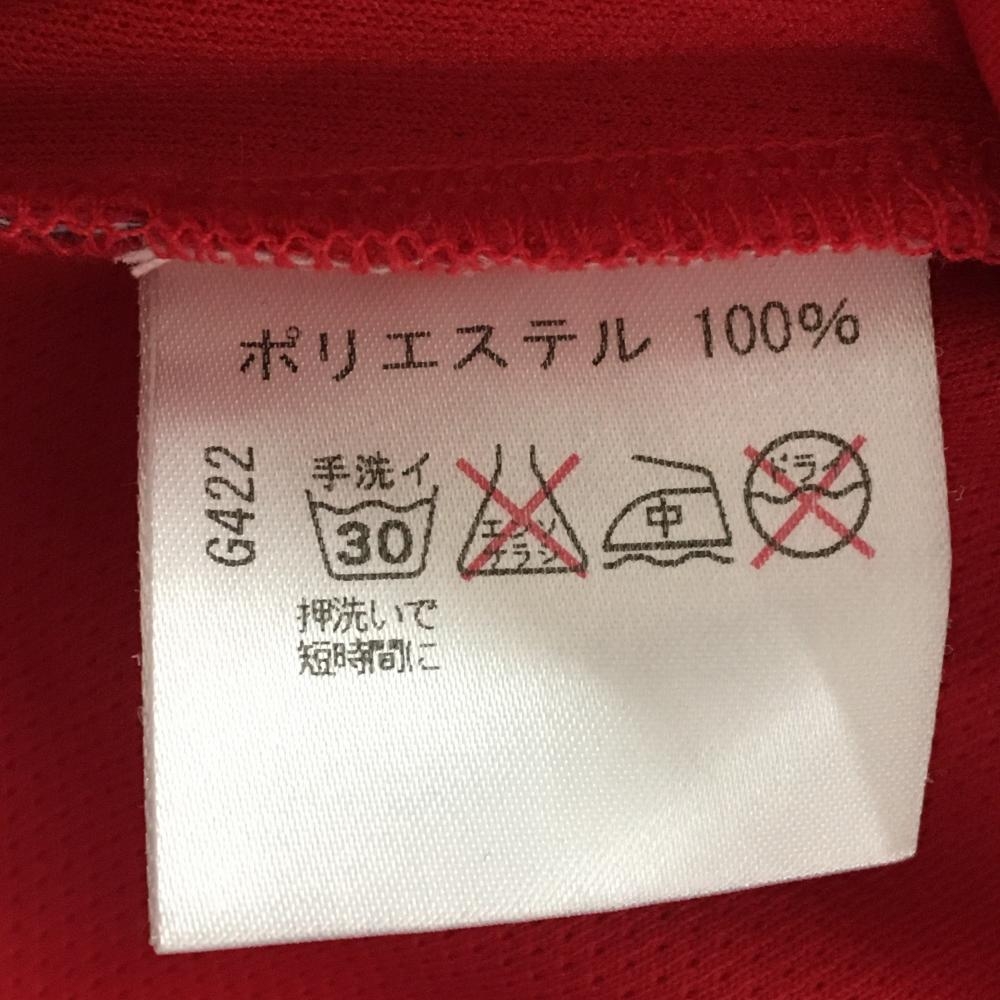 ポリエステル 100%
G422
手洗イ
30
エンソ
サラシ
中
ドライ
押洗いで
短時間に